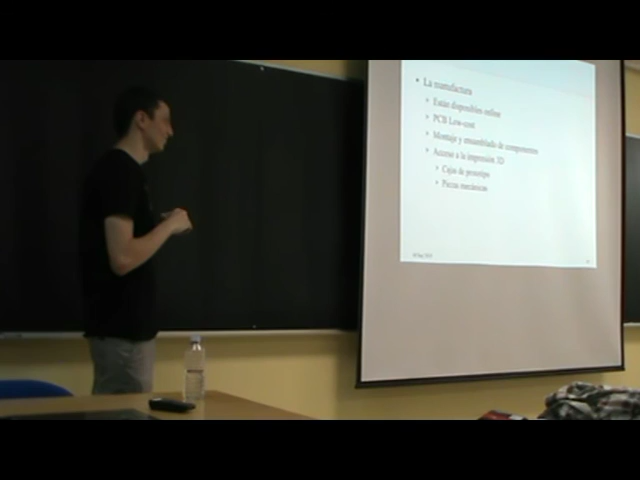 • La manufactura
• Están disponibles online
• PCB Low-cost
• Montaje y ensamblado de componentes
• Acceso a la impresión 3D
• Cajas de prototipo
• Piezas mecánicas